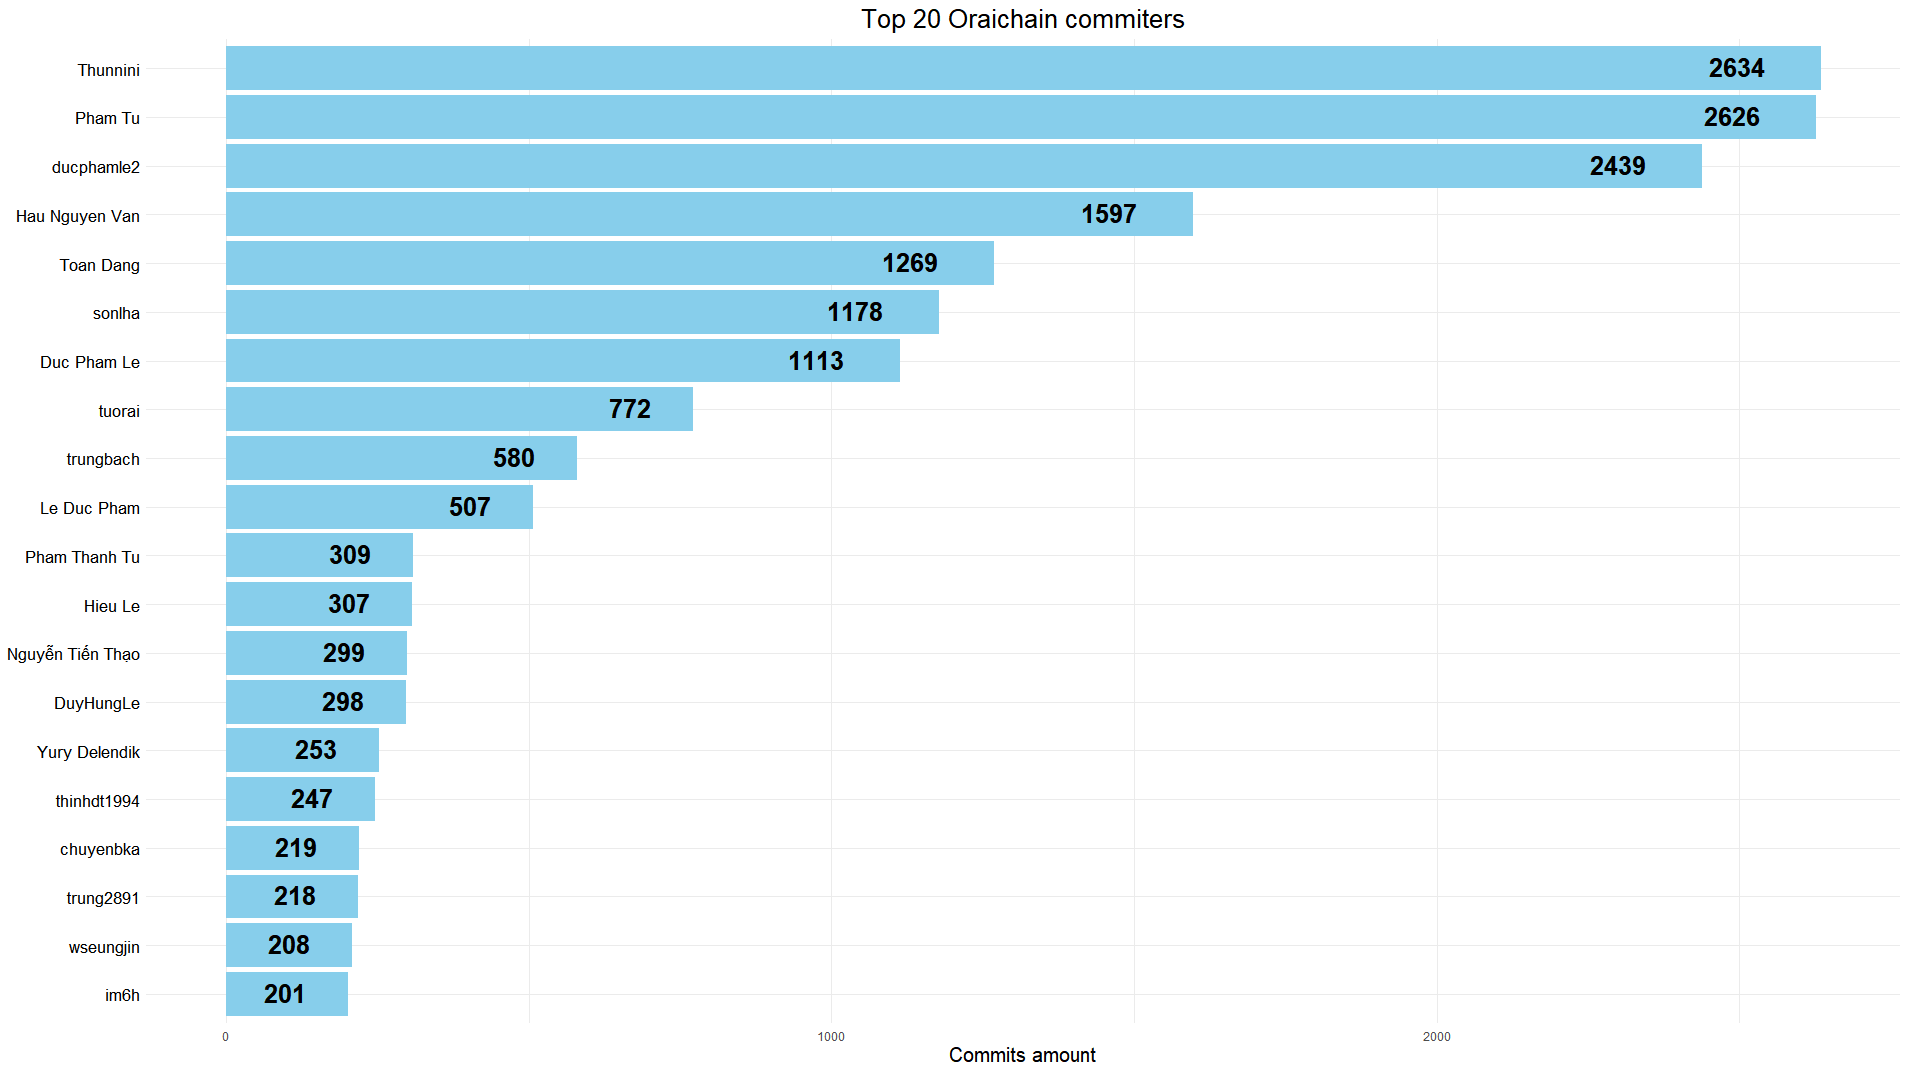 Top 20 Oraichain commiters
Thunnini 2634
Pham Tu 2626
ducphamle2 2439
Hau Nguyen Van 1597
Toan Dang 1269
sonlha 1178
Duc Pham Le 1113
tuorai 772
trungbach 580
Le Duc Pham 507
Pham Thanh Tu 309
Hieu Le 307
Nguyễn Tiến Thạo 299
DuyHungLe 298
Yury Delendik 253
thinhdt1994 247
chuyenbka 219
trung2891 218
wseungjin 208
im6h 201
0 1000 2000
Commits amount